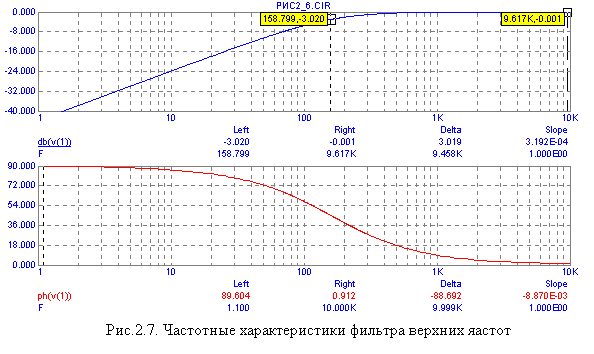 РИС2_6.CIR
0.000
-8.000
-16.000
-24.000
-32.000
-40.000
158.799,-3.020
9.617K,-0.001
1 10 100 1K 10K
Left Right Delta Slope
db(v(1)) -3.020 -0.001 3.019 3.192E-04
F 158.799 9.617K 9.458K 1.000E00
90.000
72.000
54.000
36.000
18.000
0.000
1 10 100 1K 10K
Left Right Delta Slope
ph(v(1)) 89.604 0.912 -88.692 -8.870E-03
F 1.100 10.000K 9.999K 1.000E00
Рис.2.7. Частотные характеристики фильтра верхних яастот